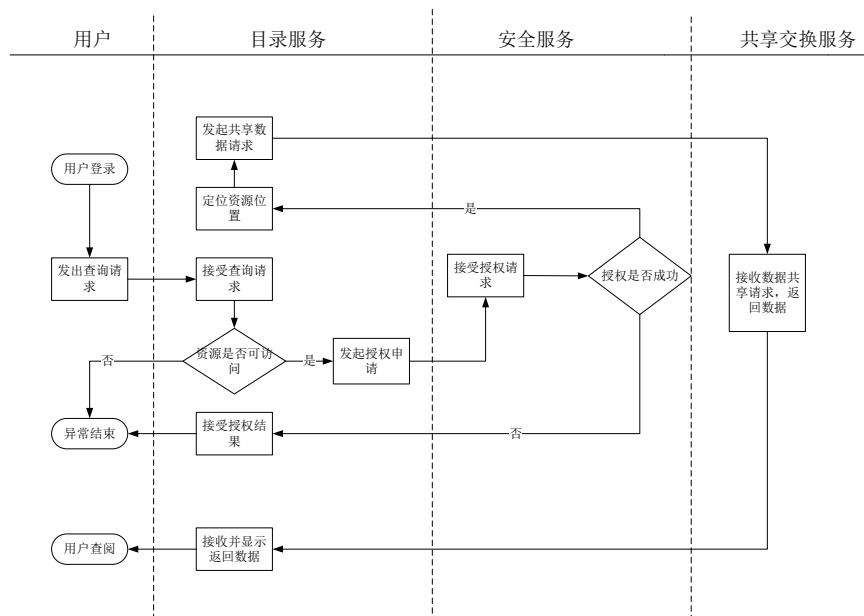 用户
目录服务
安全服务
共享交换服务
发起共享数
据请求
用户登录
定位资源位
置
是
发出查询请
求
接受查询请
求
接受授权请
求
授权是否成功
接收数据共
享请求，返
回数据
否
资源是否可访
问
是
发起授权申
请
异常结束
接受授权结
果
否
用户查阅
接收并显示
返回数据